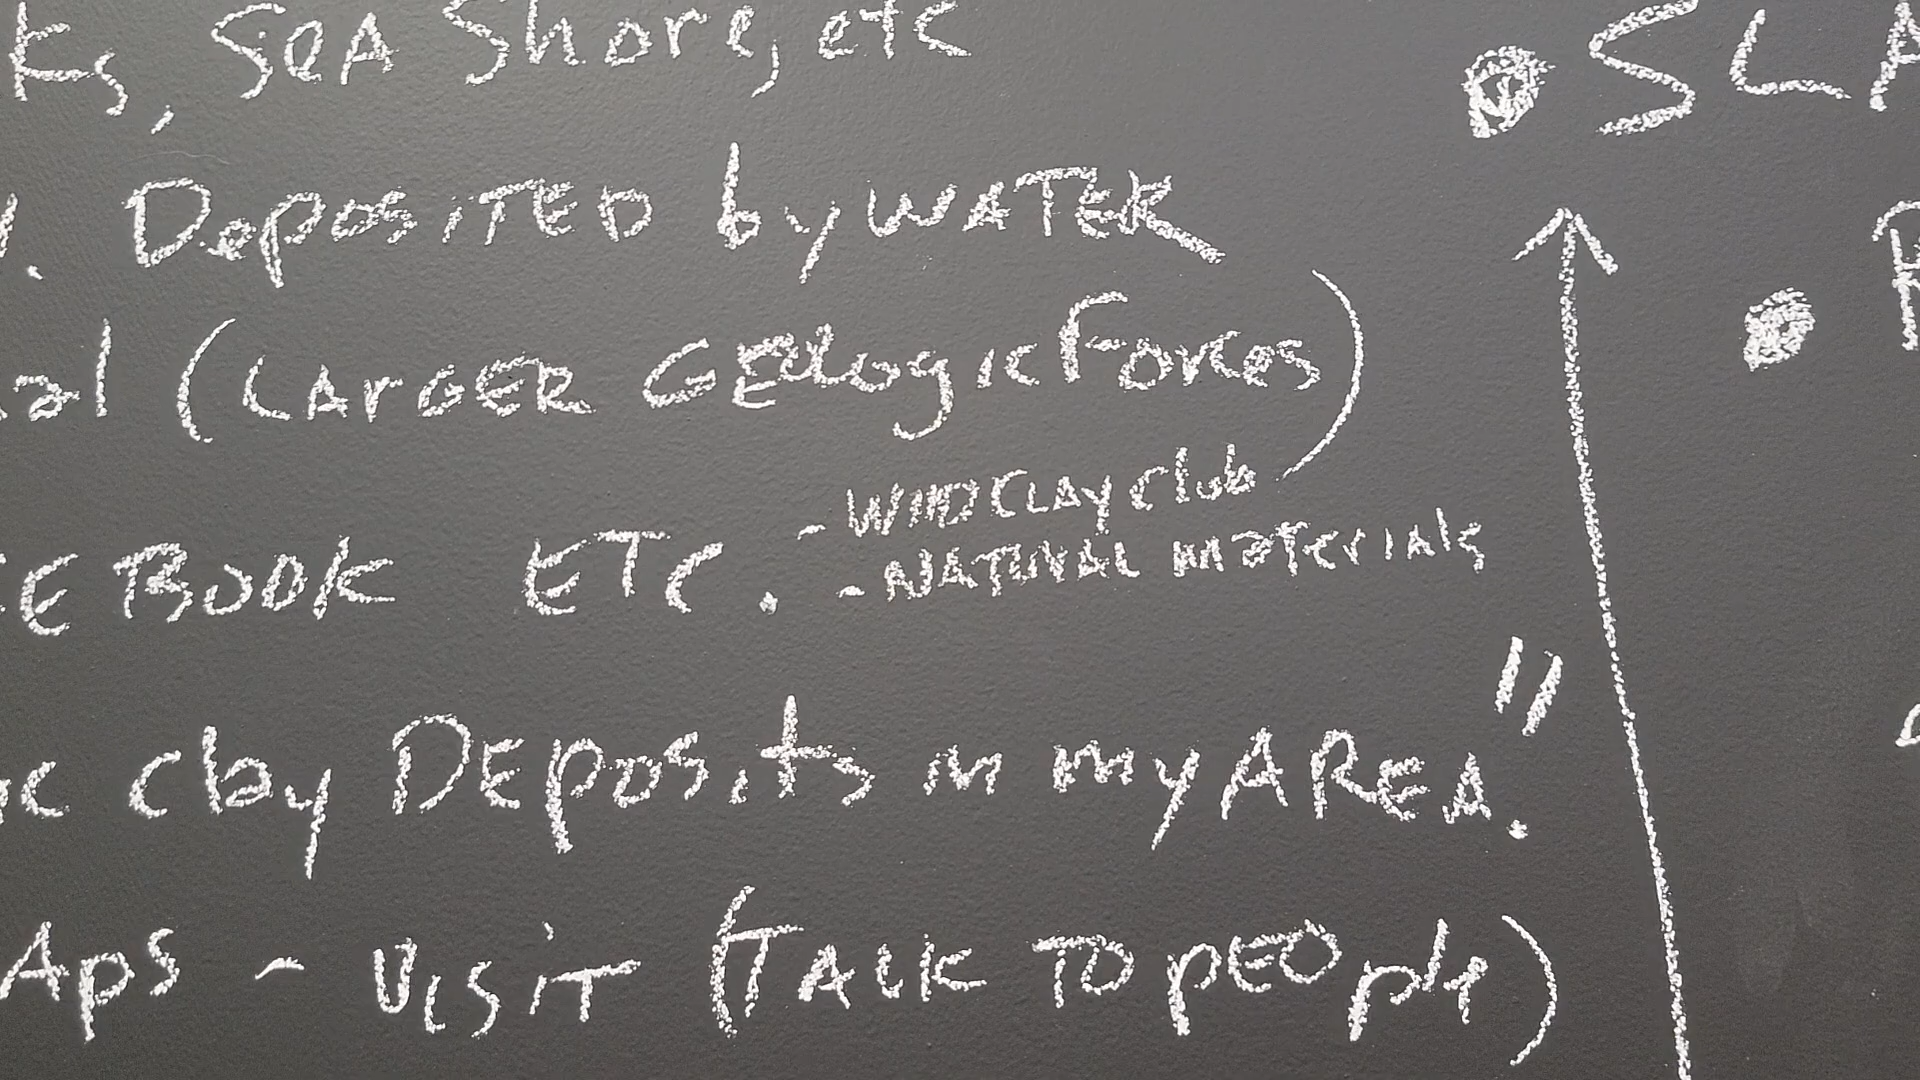 ks, SeA Shore, etc
. Deposited by WATER
al (LArGER GEologic Forces)
E Book ETC. - Wild CLAY club
- NATURAL materials
c clay Deposits in my AREA."
Aps - Visit (TALK TO peOple)
SLA